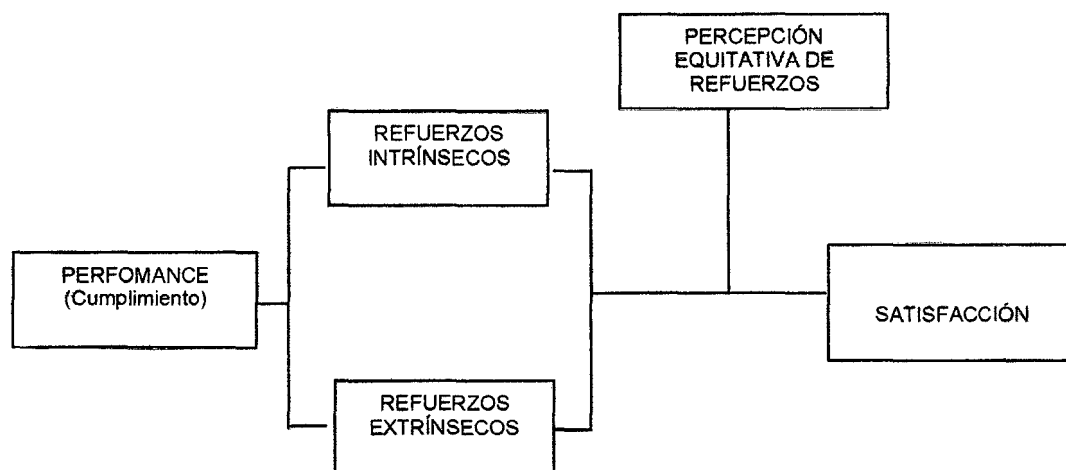 PERCEPCIÓN
EQUITATIVA DE
REFUERZOS
REFUERZOS
INTRÍNSECOS
PERFOMANCE
(Cumplimiento)
SATISFACCIÓN
REFUERZOS
EXTRÍNSECOS